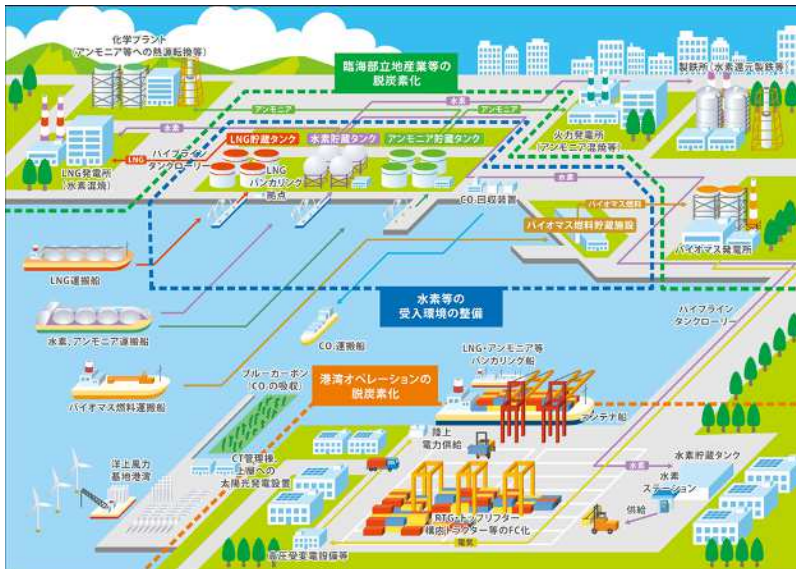 化学プラント
(アンモニア等への熱源転換等)
臨海部立地産業等の
脱炭素化
製鉄所(水素還元製鉄等)
アンモニア
水素
アンモニア
水素
LNG貯蔵タンク
水素貯蔵タンク
アンモニア貯蔵タンク
火力発電所
(アンモニア混焼等)
LNG
パイプライン
タンクローリー
LNG発電所
(水素混焼)
LNG
バンカリング
拠点
CO₂回収装置
水素
バイオマス燃料
バイオマス燃料貯蔵施設
バイオマス発電所
LNG運搬船
水素等の
受入環境の整備
パイプライン
タンクローリー
水素、アンモニア運搬船
CO₂運搬船
LNG・アンモニア等
バンカリング船
バイオマス燃料運搬船
ブルーカーボン
(CO₂の吸収)
港湾オペレーションの
脱炭素化
コンテナ船
陸上
電力供給
洋上風力
基地港湾
CT管理棟、
上屋への
太陽光発電設置
水素貯蔵タンク
水素
水素
ステーション
供給
RTG・トップリフター
構内トラクター等のFC化
電気
高圧受変電設備等